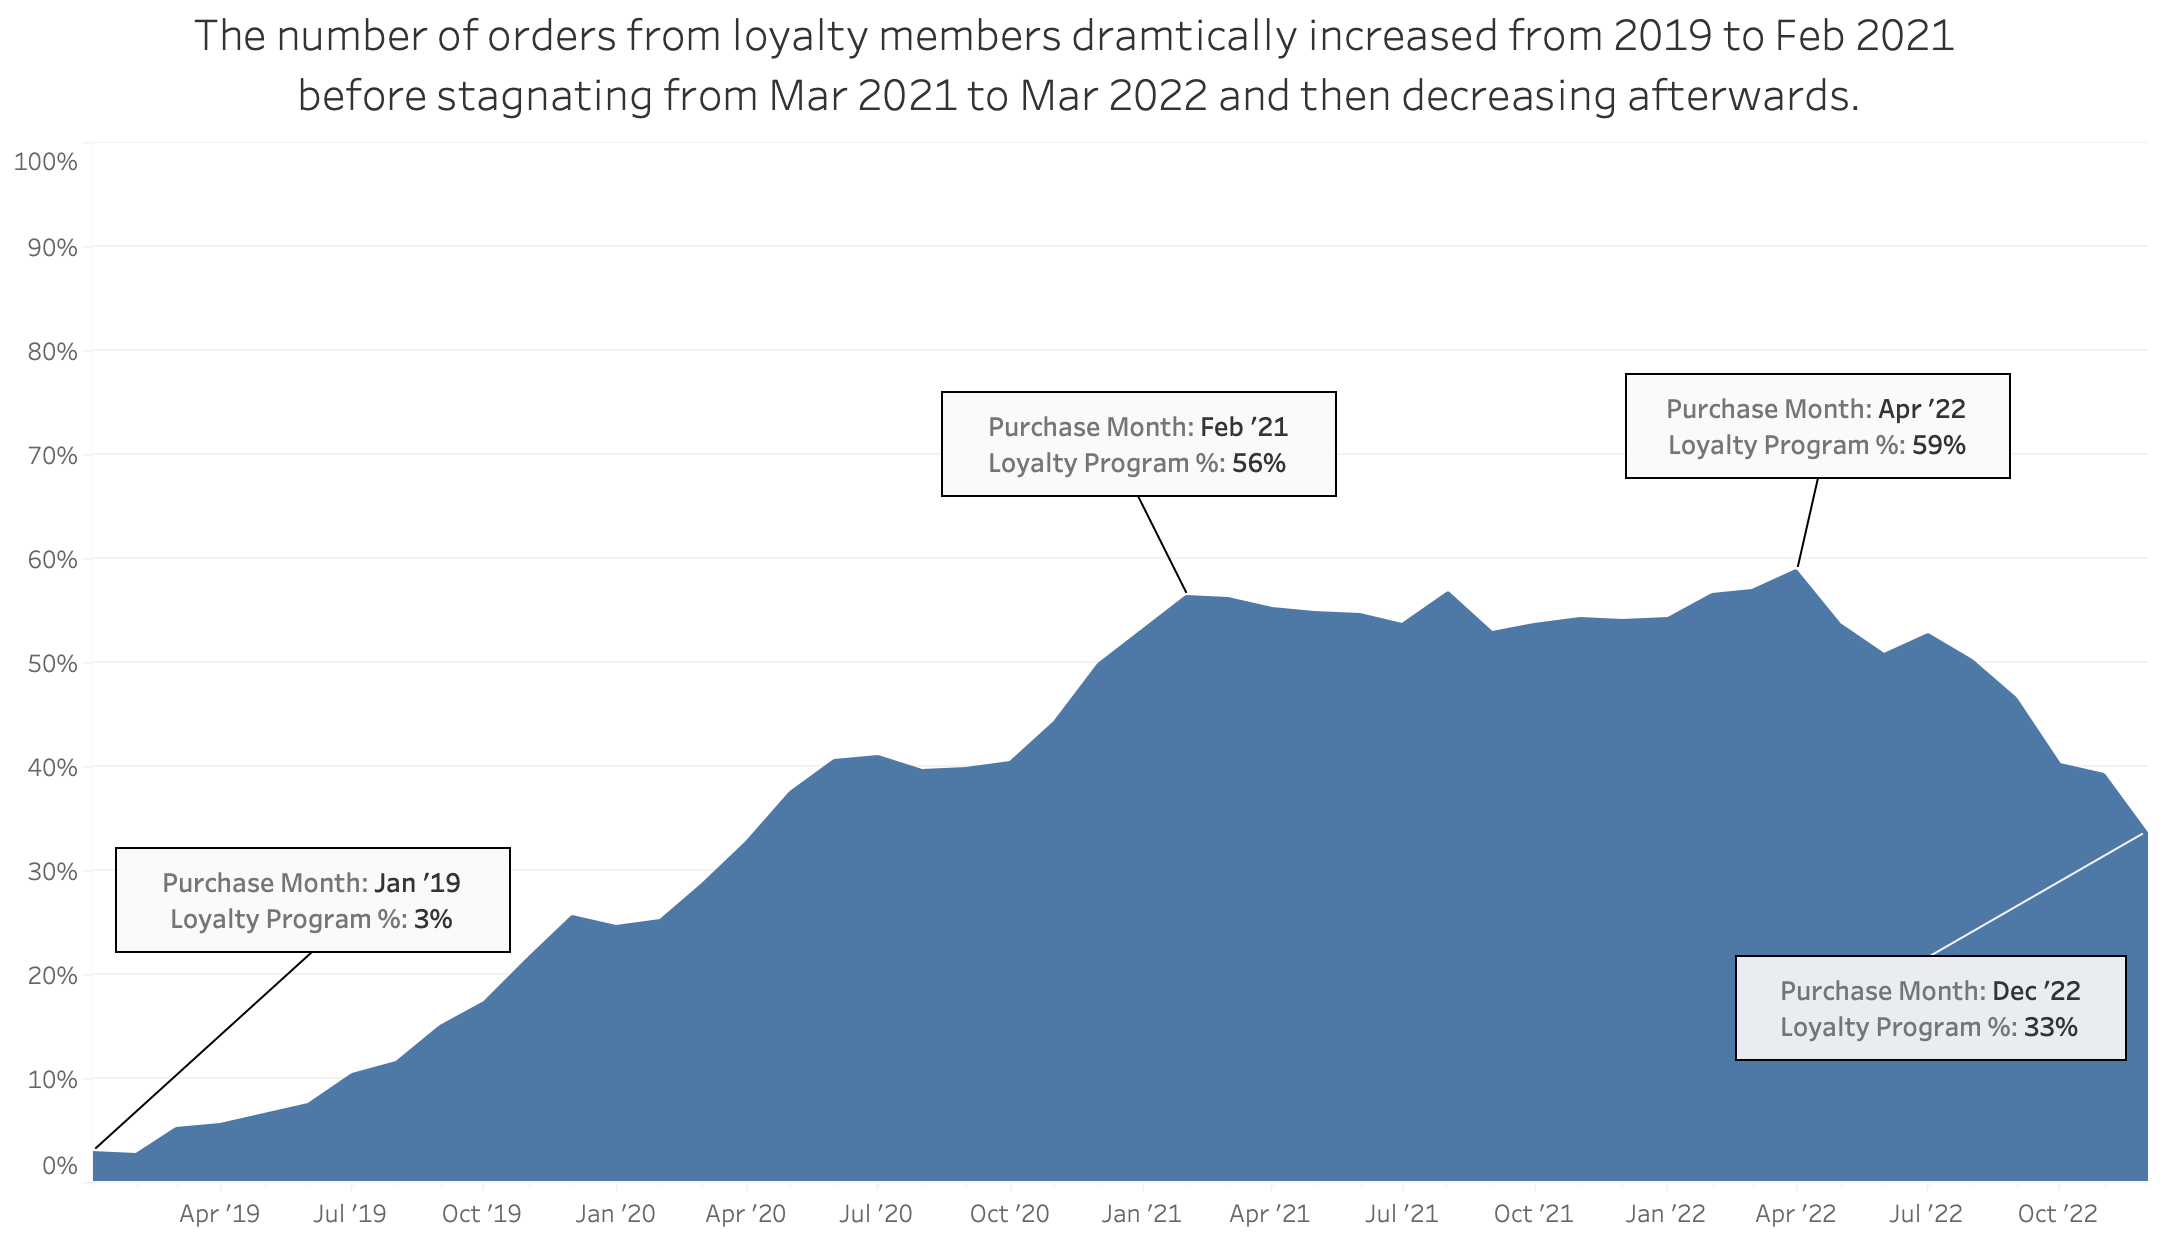 The number of orders from loyalty members dramtically increased from 2019 to Feb 2021
before stagnating from Mar 2021 to Mar 2022 and then decreasing afterwards.
100%
90%
80%
70%
60%
50%
40%
30%
20%
10%
0%
Purchase Month: Jan '19
Loyalty Program %: 3%
Purchase Month: Feb '21
Loyalty Program %: 56%
Purchase Month: Apr '22
Loyalty Program %: 59%
Purchase Month: Dec '22
Loyalty Program %: 33%
Apr '19 Jul '19 Oct '19 Jan '20 Apr '20 Jul '20 Oct '20 Jan '21 Apr '21 Jul '21 Oct '21 Jan '22 Apr '22 Jul '22 Oct '22